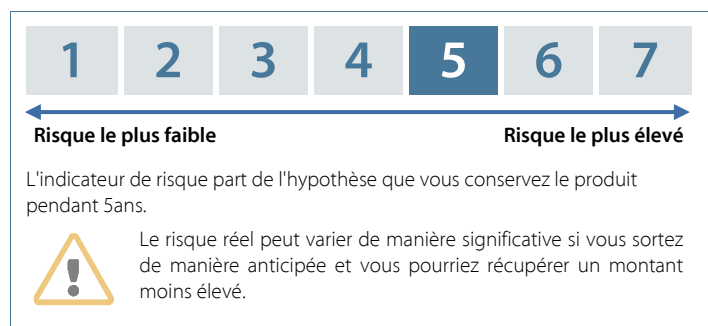 1 2 3 4 5 6 7
Risque le plus faible Risque le plus élevé
L'indicateur de risque part de l'hypothèse que vous conservez le produit
pendant 5ans.
Le risque réel peut varier de manière significative si vous sortez
de manière anticipée et vous pourriez récupérer un montant
moins élevé.